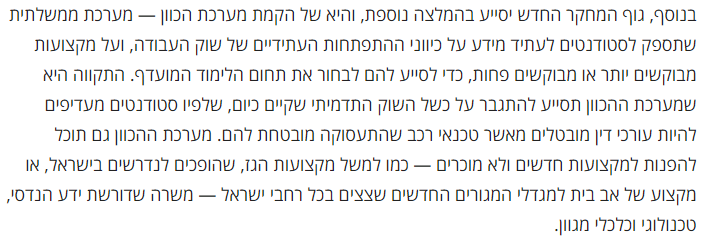 בנוסף, גוף המחקר החדש יסייע בהמלצה נוספת, והיא של הקמת מערכת הכוון — מערכת ממשלתית
שתספק לסטודנטים לעתיד מידע על כיווני ההתפתחות העתידיים של שוק העבודה, ועל מקצועות
מבוקשים יותר או מבוקשים פחות, כדי לסייע להם לבחור את תחום הלימוד המועדף. התקווה היא
שמערכת ההכוון תסייע להתגבר על כשל השוק התדמיתי שקיים כיום, שלפיו סטודנטים מעדיפים
להיות עורכי דין מובטלים מאשר טכנאי רכב שהתעסוקה מובטחת להם. מערכת ההכוון גם תוכל
להפנות למקצועות חדשים ולא מוכרים — כמו למשל מקצועות הגז, שהופכים לנדרשים בישראל, או
מקצוע של אב בית למגדלי המגורים החדשים שצצים בכל רחבי ישראל — משרה שדורשת ידע הנדסי,
טכנולוגי וכלכלי מגוון.